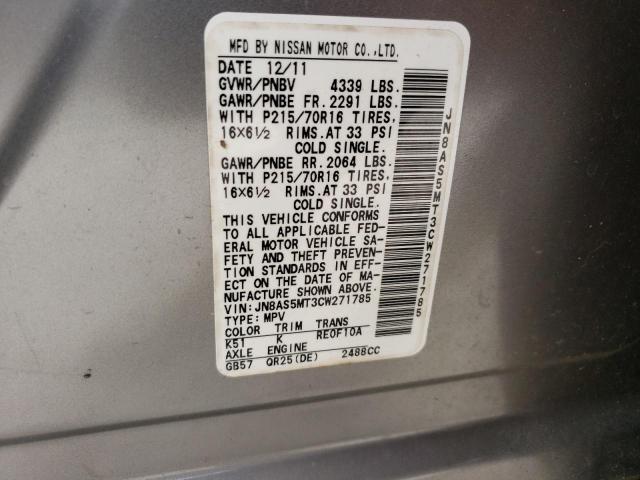 MFD BY NISSAN MOTOR CO.,LTD.
DATE 12/11
GVWR/PNBV 4339 LBS.
GAWR/PNBE FR. 2291 LBS.
WITH P215/70R16 TIRES,
16X6½ RIMS.AT 33 PSI
COLD SINGLE.
GAWR/PNBE RR. 2064 LBS.
WITH P215/70R16 TIRES,
16X6½ RIMS.AT 33 PSI
COLD SINGLE.
THIS VEHICLE CONFORMS
TO ALL APPLICABLE FED-
ERAL MOTOR VEHICLE SA-
FETY AND THEFT PREVEN-
TION STANDARDS IN EFF-
ECT ON THE DATE OF MA-
NUFACTURE SHOWN ABOVE.
VIN: JN8AS5MT3CW271785
TYPE: MPV
COLOR TRIM TRANS
K51 K RE0F10A
AXLE ENGINE
GB57 QR25(DE) 2488CC
JN8AS5MT3CW271785